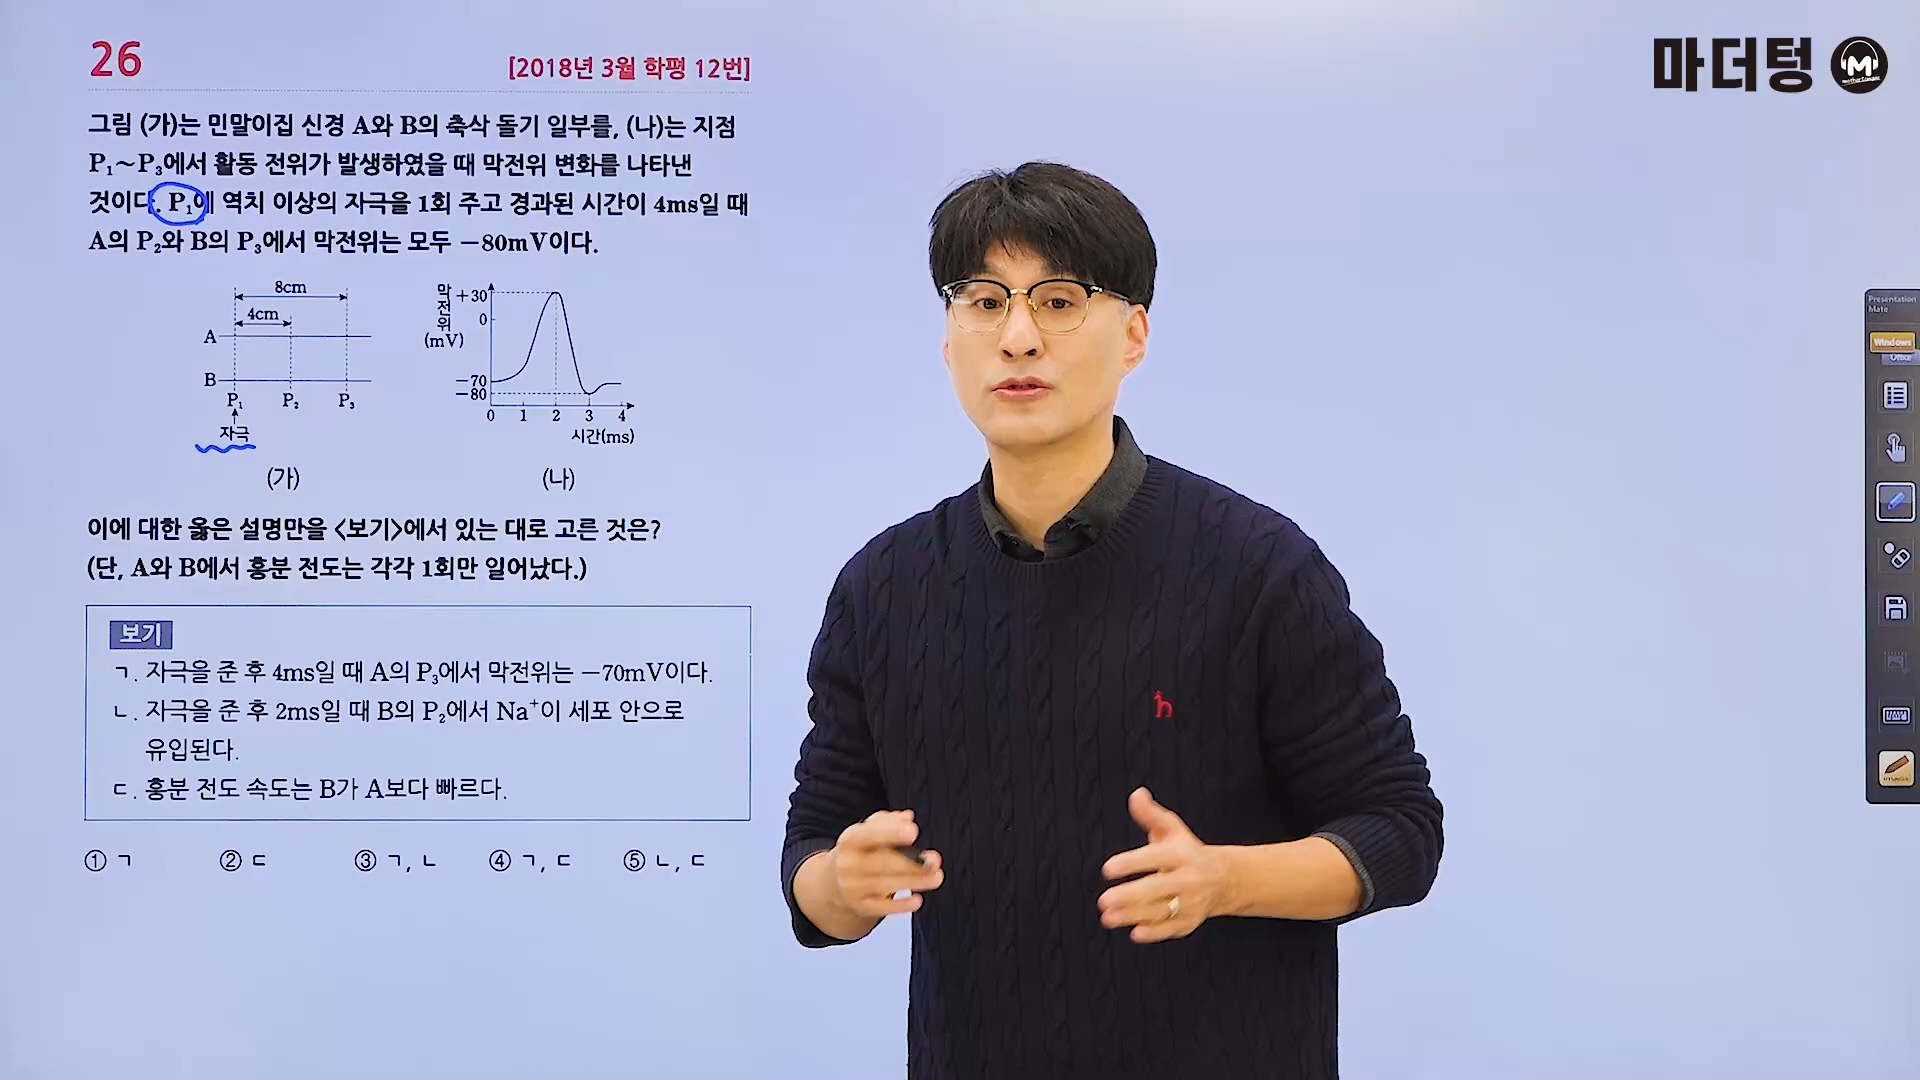 26
[2018년 3월 학평 12번]
마더텅
M
그림 (가)는 민말이집 신경 A와 B의 축삭 돌기 일부를, (나)는 지점
P₁~P₃에서 활동 전위가 발생하였을 때 막전위 변화를 나타낸
것이다. P₁에 역치 이상의 자극을 1회 주고 경과된 시간이 4ms일 때
A의 P₂와 B의 P₃에서 막전위는 모두 −80mV이다.
8cm
4cm
A
B
P₁ P₂ P₃
자극
(가)
막전위
(mV)
+30
0
−70
−80
0 1 2 3 4
시간(ms)
(나)
이에 대한 옳은 설명만을 <보기>에서 있는 대로 고른 것은?
(단, A와 B에서 흥분 전도는 각각 1회만 일어났다.)
보기
ㄱ. 자극을 준 후 4ms일 때 A의 P₃에서 막전위는 −70mV이다.
ㄴ. 자극을 준 후 2ms일 때 B의 P₂에서 Na⁺이 세포 안으로
유입된다.
ㄷ. 흥분 전도 속도는 B가 A보다 빠르다.
① ㄱ ② ㄷ ③ ㄱ, ㄴ ④ ㄱ, ㄷ ⑤ ㄴ, ㄷ
Presentation
Mate
Windows
Office
h